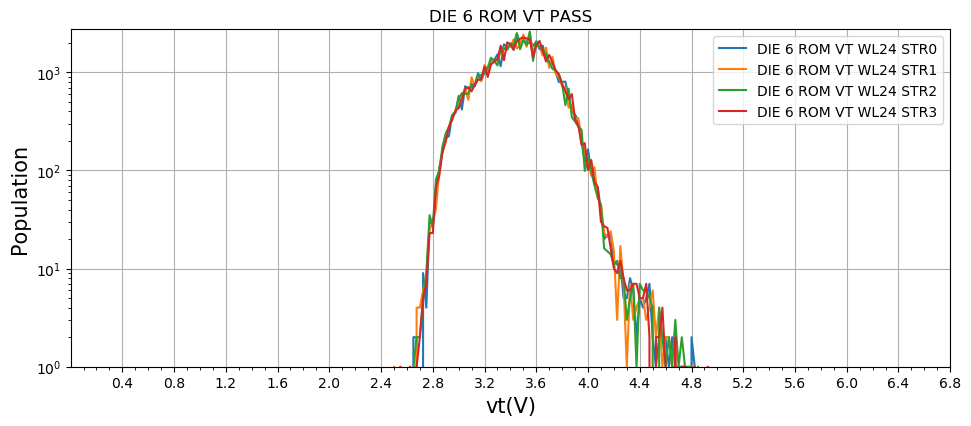 DIE 6 ROM VT PASS
DIE 6 ROM VT WL24 STR0
DIE 6 ROM VT WL24 STR1
DIE 6 ROM VT WL24 STR2
DIE 6 ROM VT WL24 STR3
Population
10³
10²
10¹
10⁰
0.4 0.8 1.2 1.6 2.0 2.4 2.8 3.2 3.6 4.0 4.4 4.8 5.2 5.6 6.0 6.4 6.8
vt(V)